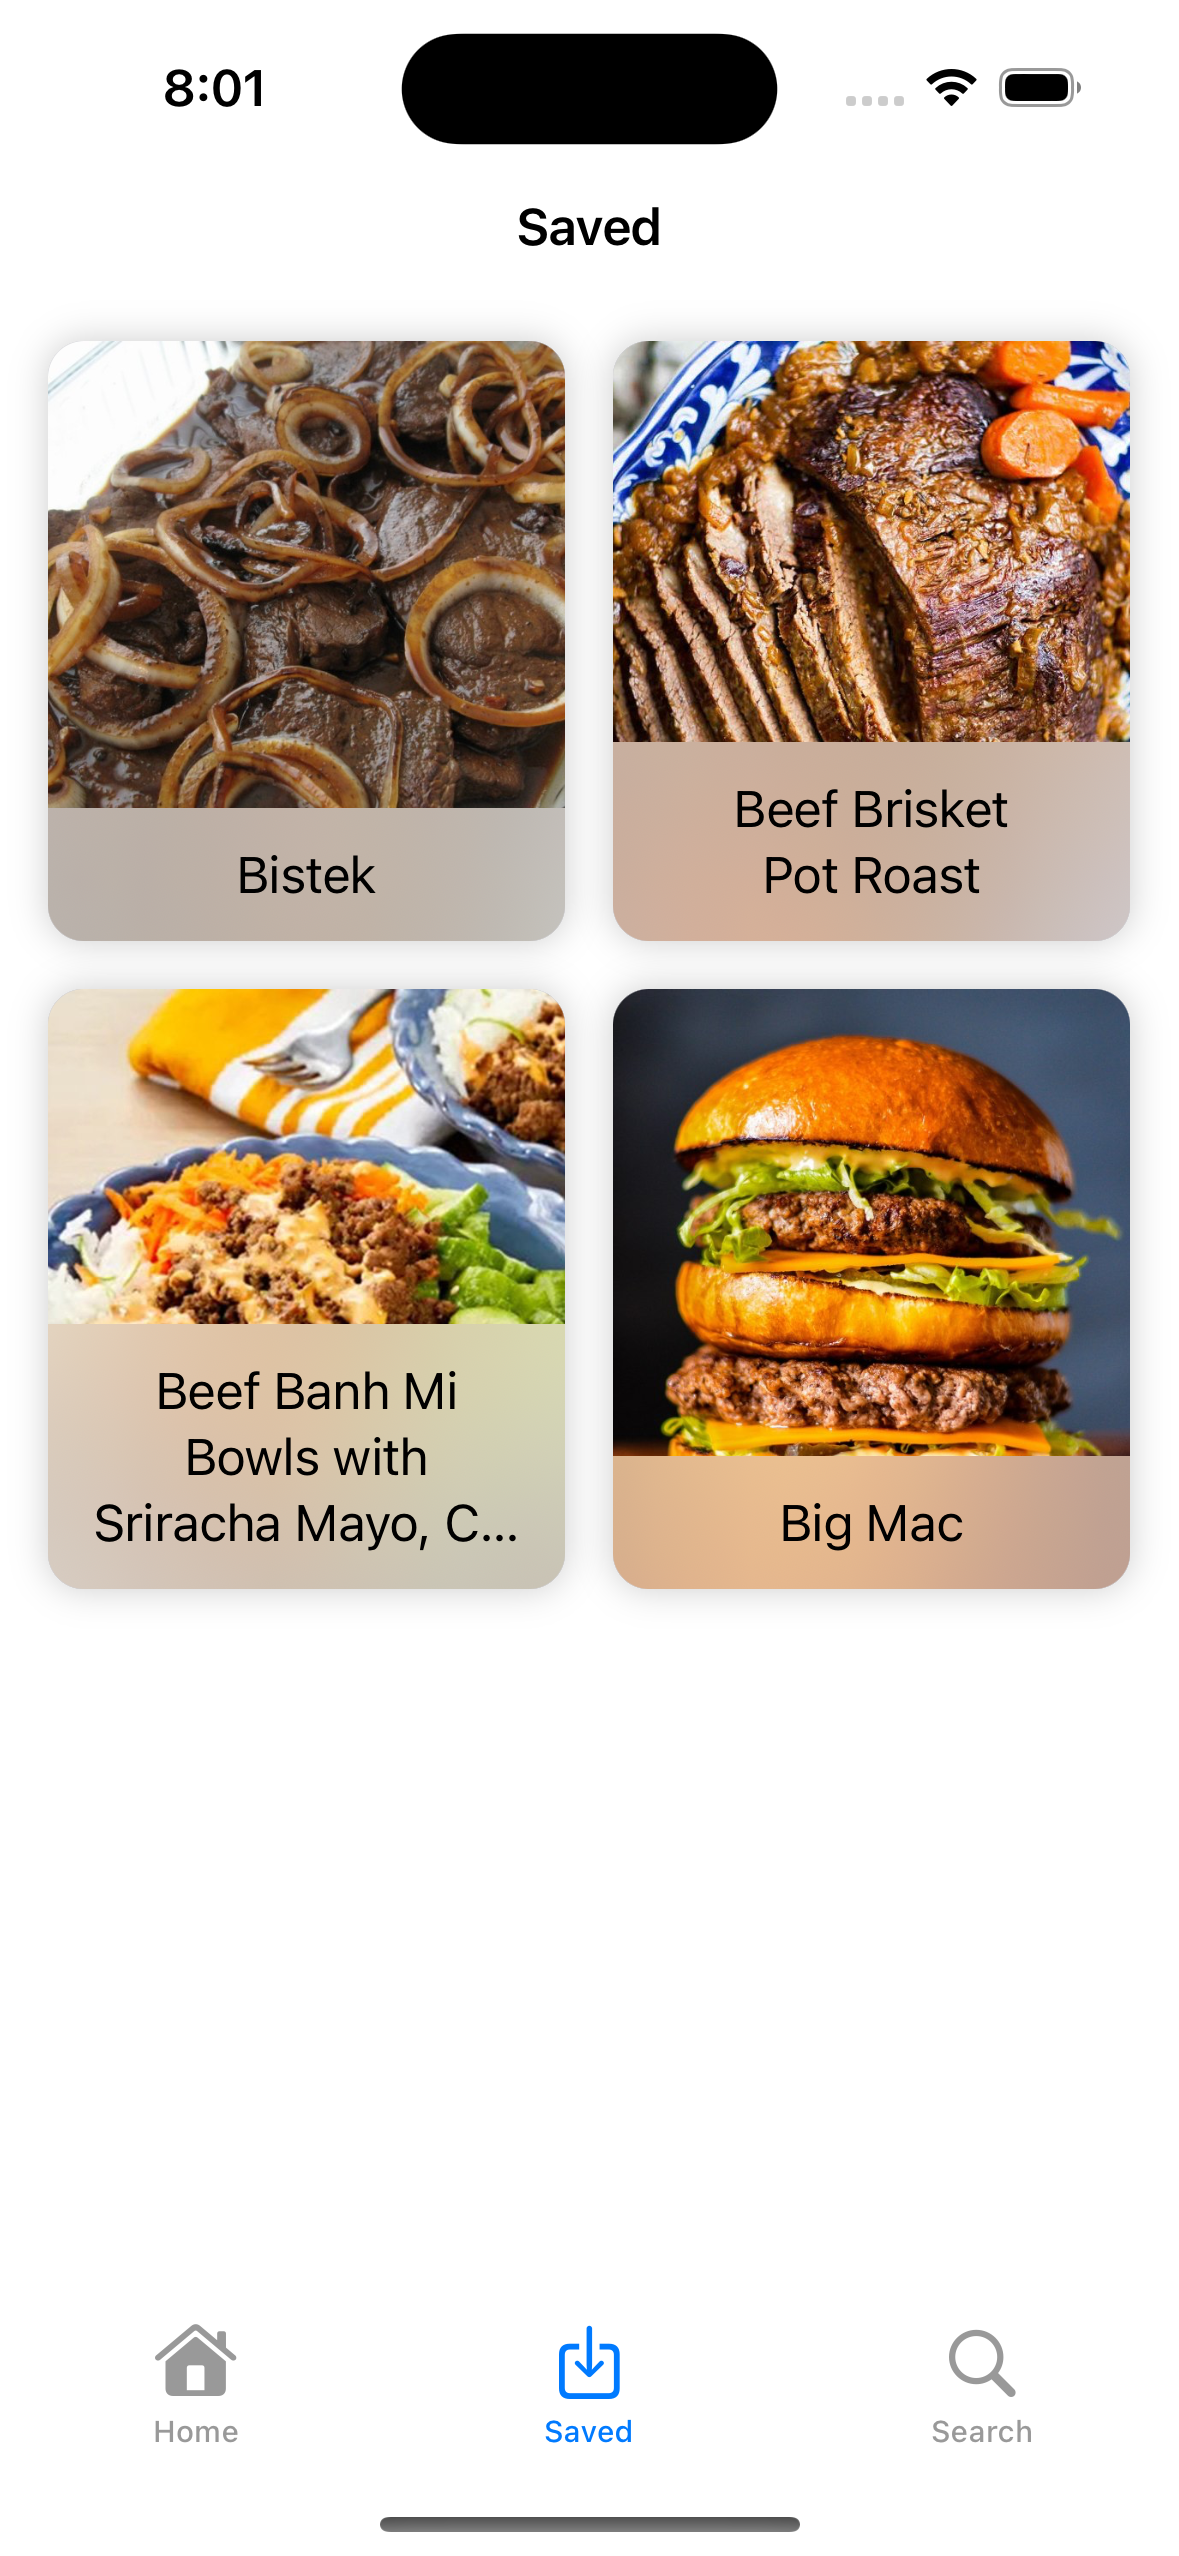 8:01
Saved
Bistek
Beef Brisket
Pot Roast
Beef Banh Mi
Bowls with
Sriracha Mayo, C...
Big Mac
Home
Saved
Search